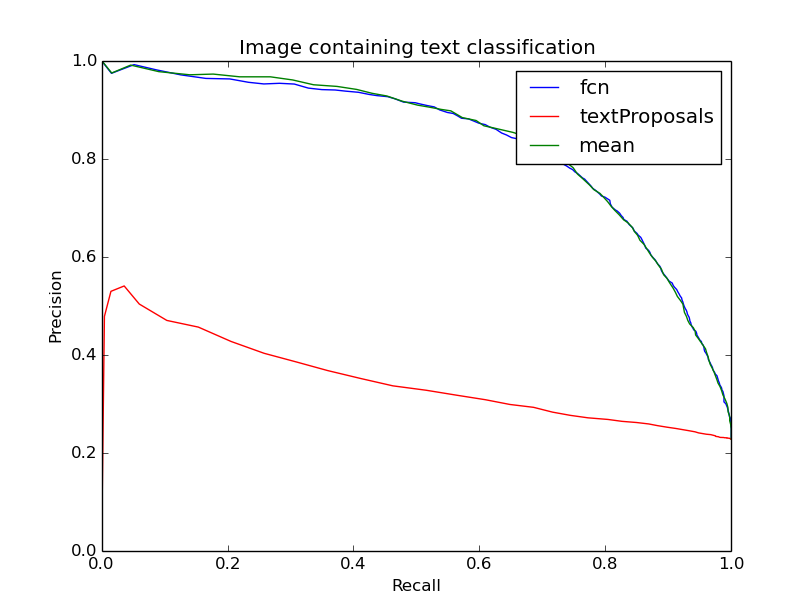 Image containing text classification
fcn
textProposals
mean
1.0
0.8
0.6
0.4
0.2
0.0
Precision
0.0 0.2 0.4 0.6 0.8 1.0
Recall